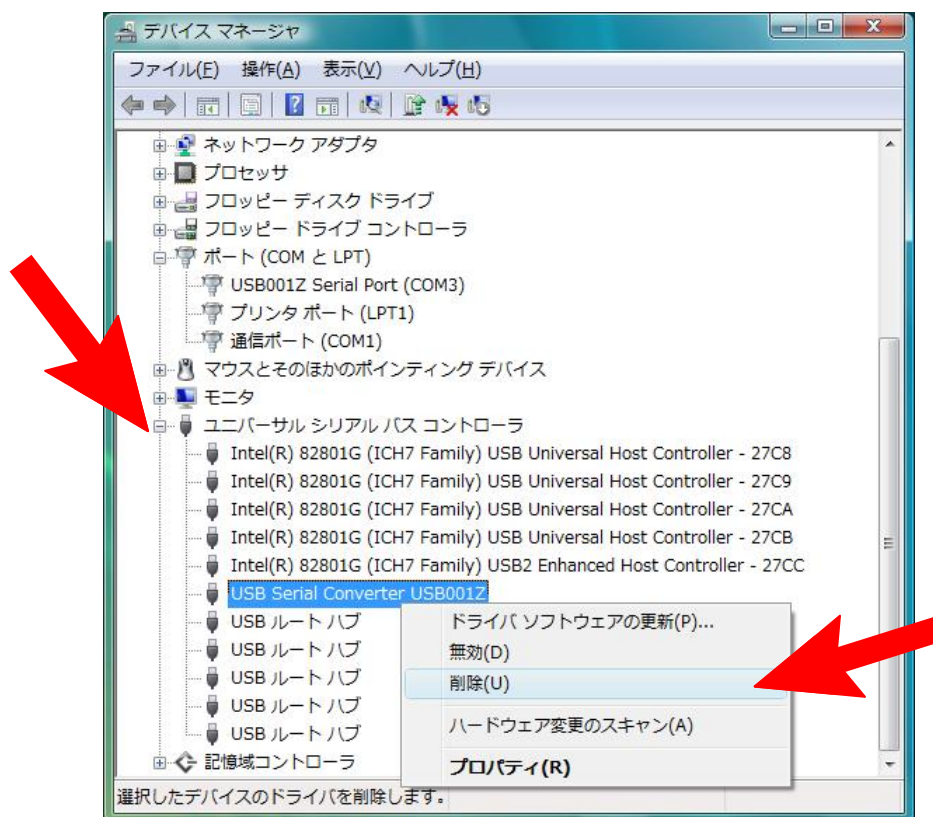 デバイス マネージャ
ファイル(F) 操作(A) 表示(V) ヘルプ(H)
ネットワーク アダプタ
プロセッサ
フロッピー ディスク ドライブ
フロッピー ドライブ コントローラ
ポート (COM と LPT)
USB001Z Serial Port (COM3)
プリンタ ポート (LPT1)
通信ポート (COM1)
マウスとそのほかのポインティング デバイス
モニタ
ユニバーサル シリアル バス コントローラ
Intel(R) 82801G (ICH7 Family) USB Universal Host Controller - 27C8
Intel(R) 82801G (ICH7 Family) USB Universal Host Controller - 27C9
Intel(R) 82801G (ICH7 Family) USB Universal Host Controller - 27CA
Intel(R) 82801G (ICH7 Family) USB Universal Host Controller - 27CB
Intel(R) 82801G (ICH7 Family) USB2 Enhanced Host Controller - 27CC
USB Serial Converter USB001Z
USB ルート ハブ
USB ルート ハブ
USB ルート ハブ
USB ルート ハブ
USB ルート ハブ
記憶域コントローラ
ドライバ ソフトウェアの更新(P)...
無効(D)
削除(U)
ハードウェア変更のスキャン(A)
プロパティ(R)
選択したデバイスのドライバを削除します。